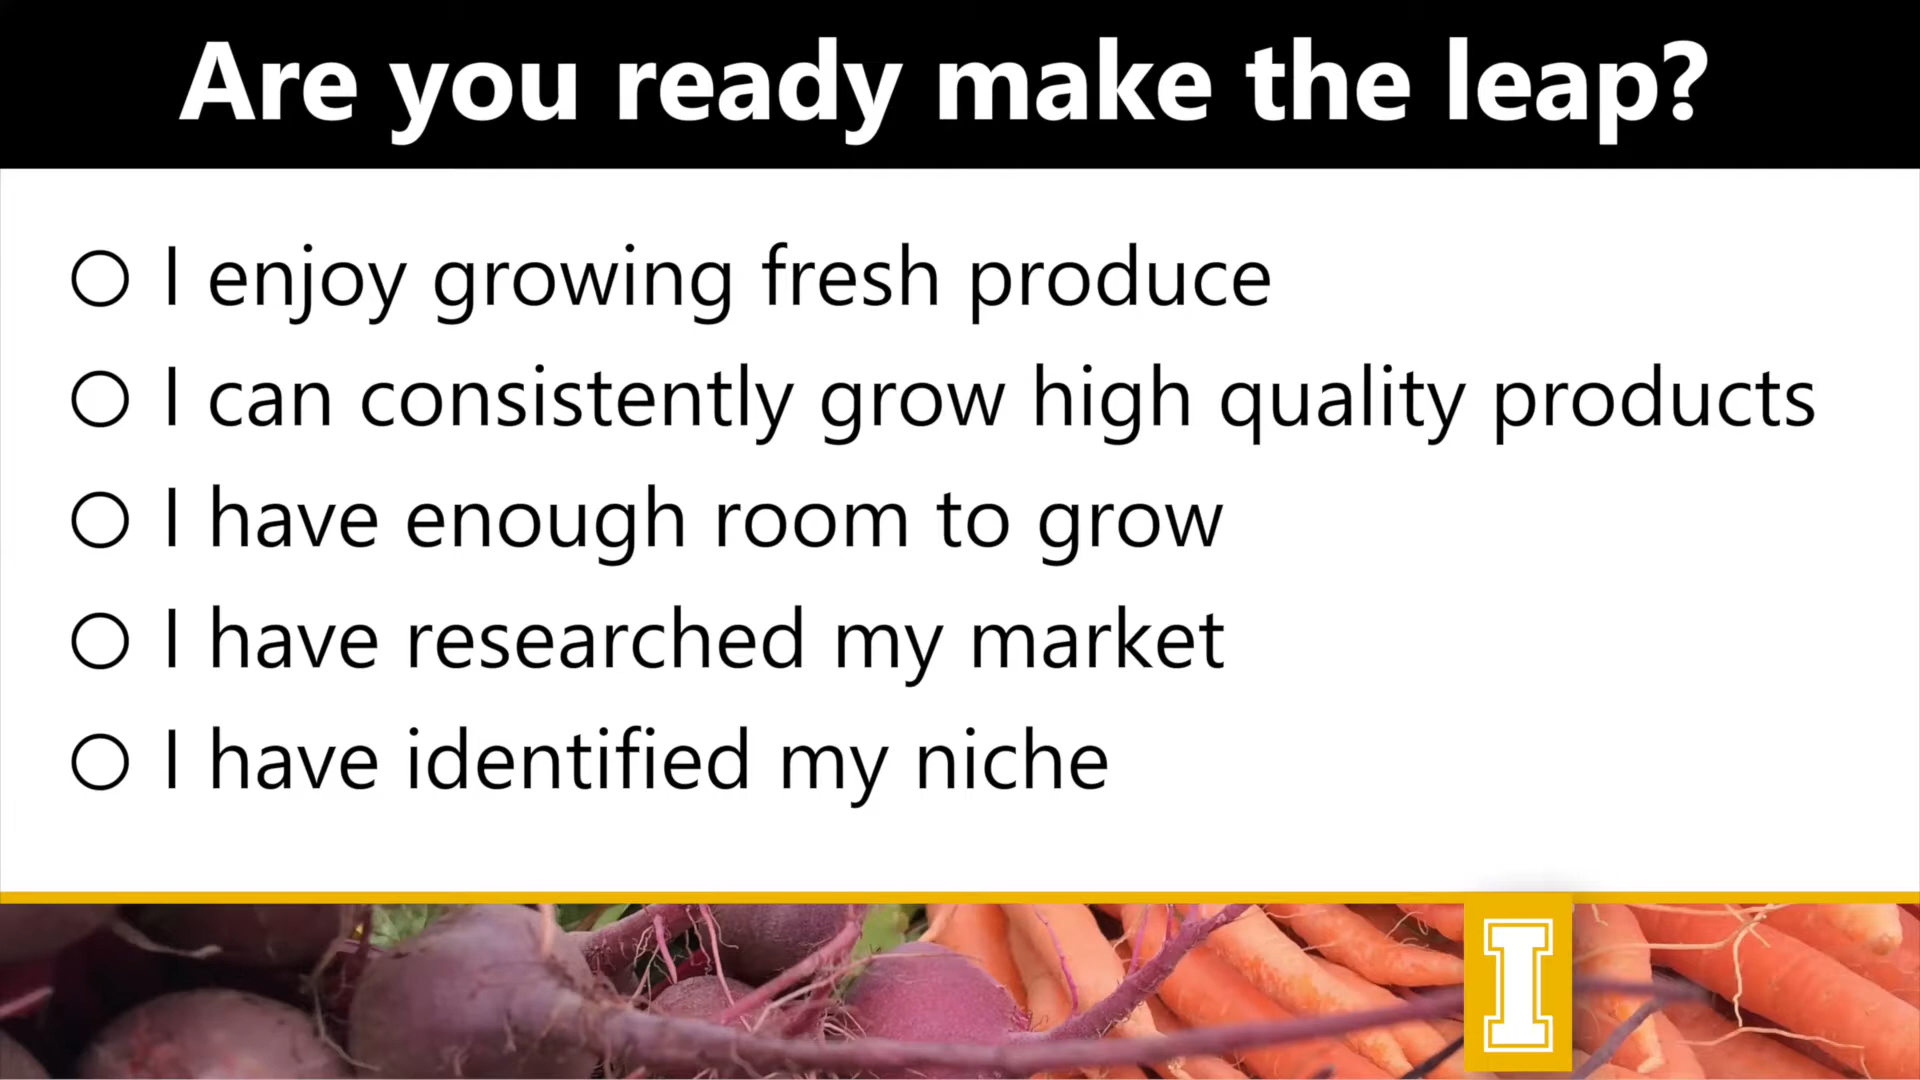 Are you ready make the leap?
I enjoy growing fresh produce
I can consistently grow high quality products
I have enough room to grow
I have researched my market
I have identified my niche
I